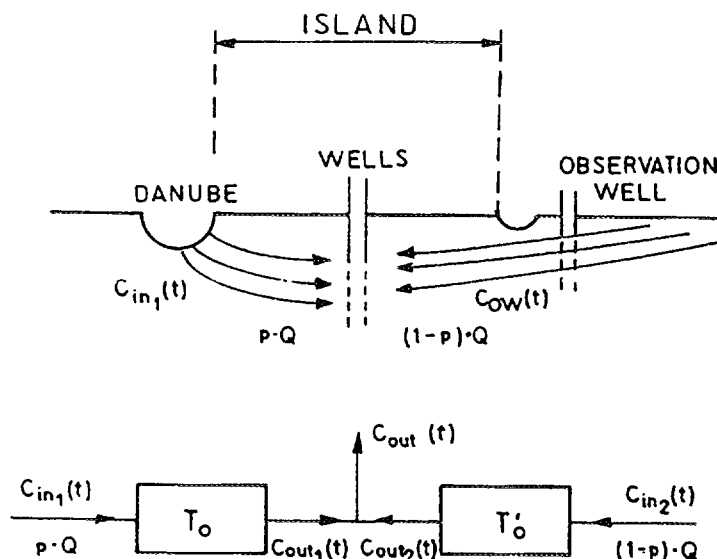 ISLAND
WELLS
DANUBE
OBSERVATION
WELL
C_in1(t)
C_OW(t)
p·Q
(1-p)·Q
C_out (t)
C_in1(t)
C_in2(t)
T_o
T'_o
p·Q
C_out1(t)
C_out2(t)
(1-p)·Q